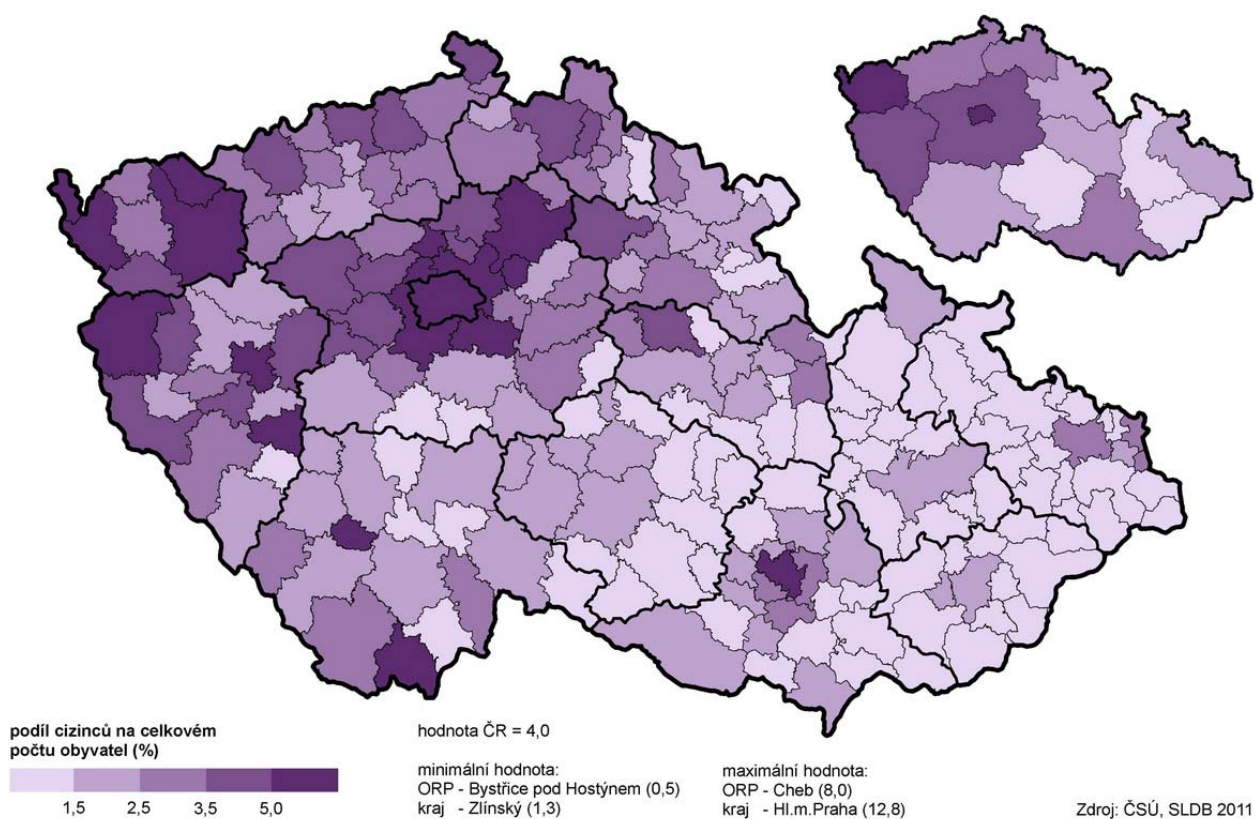 podíl cizinců na celkovém
počtu obyvatel (%)
1,5 2,5 3,5 5,0
hodnota ČR = 4,0
minimální hodnota:
ORP - Bystřice pod Hostýnem (0,5)
kraj - Zlínský (1,3)
maximální hodnota:
ORP - Cheb (8,0)
kraj - Hl.m.Praha (12,8)
Zdroj: ČSÚ, SLDB 2011